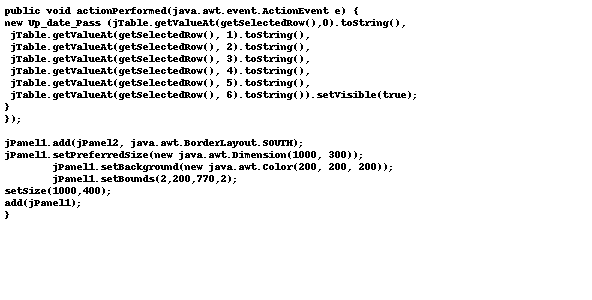 public void actionPerformed(java.awt.event.ActionEvent e) {
new Up_date_Pass (jTable.getValueAt(getSelectedRow(),0).toString(),
jTable.getValueAt(getSelectedRow(), 1).toString(),
jTable.getValueAt(getSelectedRow(), 2).toString(),
jTable.getValueAt(getSelectedRow(), 3).toString(),
jTable.getValueAt(getSelectedRow(), 4).toString(),
jTable.getValueAt(getSelectedRow(), 5).toString(),
jTable.getValueAt(getSelectedRow(), 6).toString()).setVisible(true);
}
});
jPanel1.add(jPanel2, java.awt.BorderLayout.SOUTH);
jPanel1.setPreferredSize(new java.awt.Dimension(1000, 300));
jPanel1.setBackground(new java.awt.Color(200, 200, 200));
jPanel1.setBounds(2,200,770,2);
setSize(1000,400);
add(jPanel1);
}